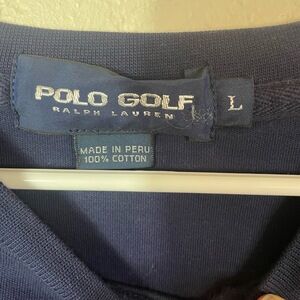 POLO GOLF
RALPH LAUREN
L
MADE IN PERU
100% COTTON